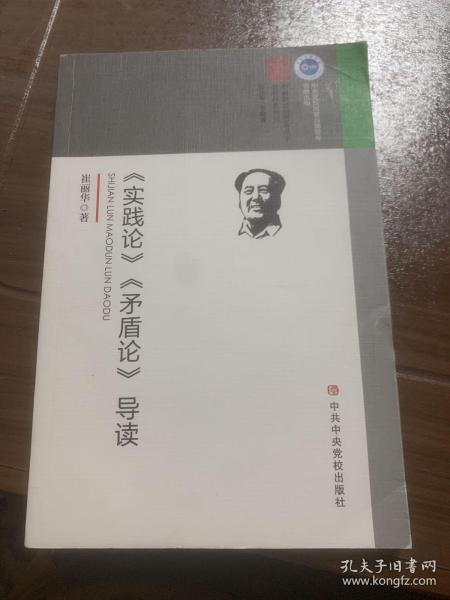 《实践论》《矛盾论》导读
SHIJIAN LUN MAODUN LUN DAODU
崔丽华◎著
中共中央党校出版社
孔夫子旧书网
www.kongfz.com